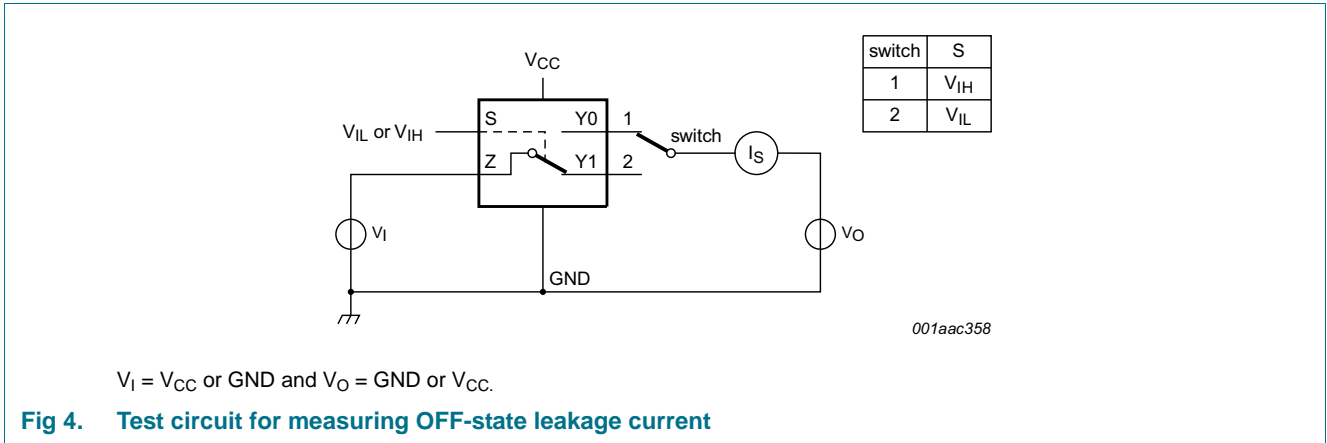 switch S
1 VIH
2 VIL
VCC
VIL or VIH
S Y0 1
switch
IS
Z Y1 2
VI
VO
GND
001aac358
VI = VCC or GND and VO = GND or VCC.
Fig 4. Test circuit for measuring OFF-state leakage current